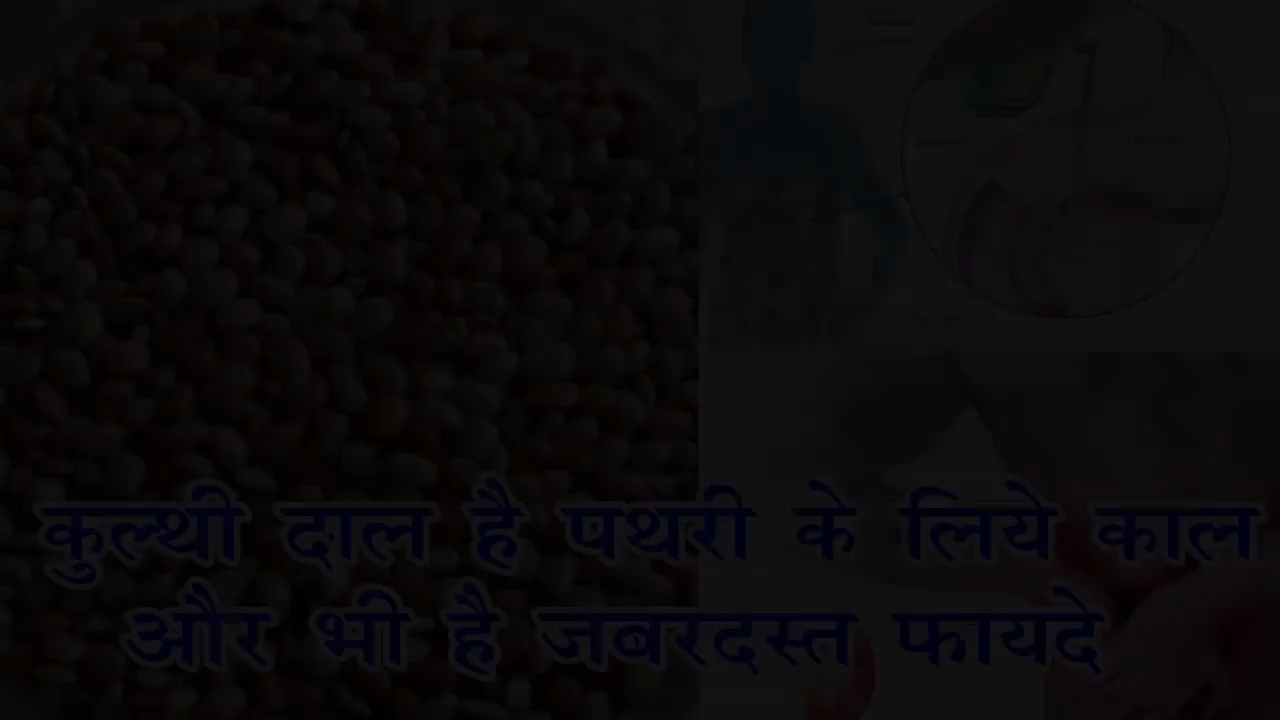 कुल्थी दाल है पथरी के लिये काल
और भी है जबरदस्त फायदे